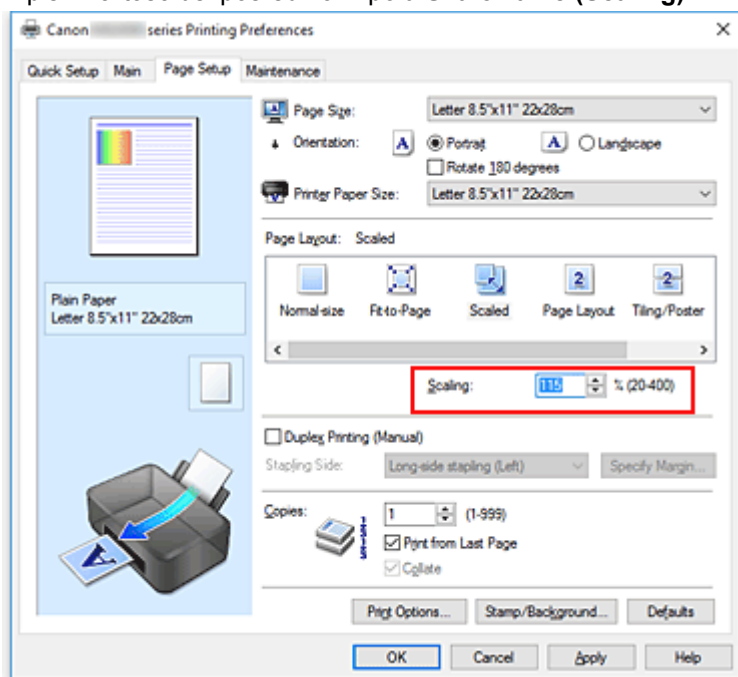 (Scaling)
Canon series Printing Preferences
Quick Setup Main Page Setup Maintenance
Page Size: Letter 8.5"x11" 22x28cm
Orientation: A Portrait A Landscape
Rotate 180 degrees
Printer Paper Size: Letter 8.5"x11" 22x28cm
Page Layout: Scaled
2 2
Normal-size Fit-to-Page Scaled Page Layout Tiling/Poster
Plain Paper
Letter 8.5"x11" 22x28cm
Scaling: 115 % (20-400)
Duplex Printing (Manual)
Stapling Side: Long-side stapling (Left) Specify Margin...
Copies: 1 (1-999)
Print from Last Page
Collate
A
Print Options... Stamp/Background... Defaults
OK Cancel Apply Help